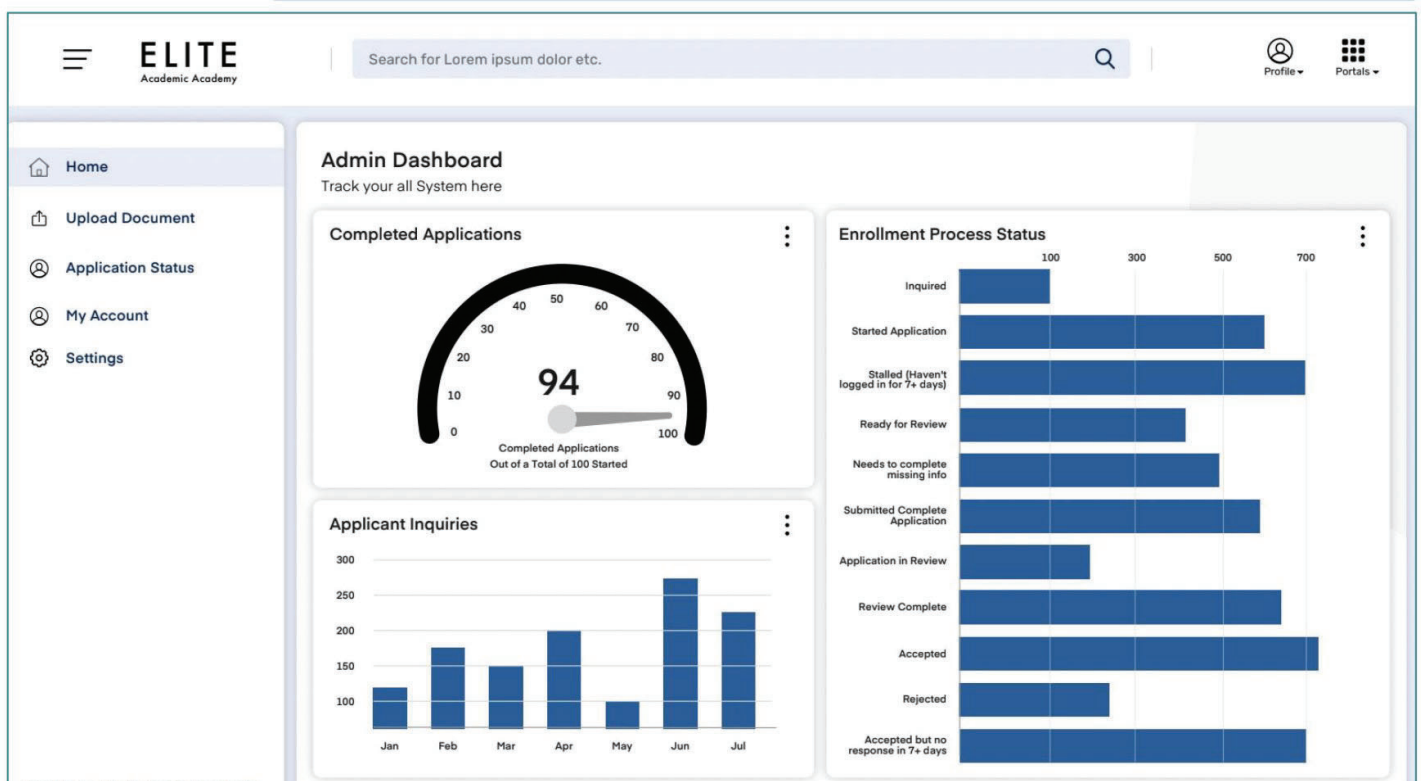 ELITE
Academic Academy
Search for Lorem ipsum dolor etc.
Profile
Portals
Home
Upload Document
Application Status
My Account
Settings
Admin Dashboard
Track your all System here
Completed Applications
0
10
20
30
40
50
60
70
80
90
100
94
Completed Applications
Out of a Total of 100 Started
Applicant Inquiries
300
250
200
150
100
Jan Feb Mar Apr May Jun Jul
Enrollment Process Status
100 300 500 700
Inquired
Started Application
Stalled (Haven't
logged in for 7+ days)
Ready for Review
Needs to complete
missing info
Submitted Complete
Application
Application in Review
Review Complete
Accepted
Rejected
Accepted but no
response in 7+ days